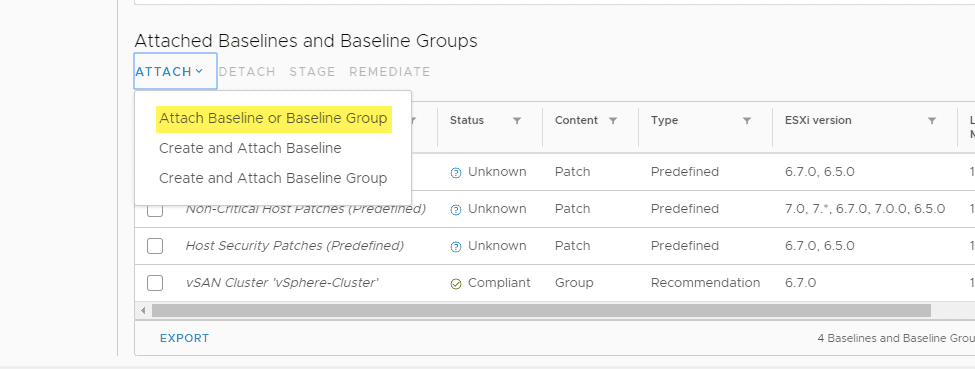 Attached Baselines and Baseline Groups
ATTACH DETACH STAGE REMEDIATE
Attach Baseline or Baseline Group
Create and Attach Baseline
Create and Attach Baseline Group
Status Content Type ESXi version
Unknown Patch Predefined 6.7.0, 6.5.0
Non-Critical Host Patches (Predefined) Unknown Patch Predefined 7.0, 7.*, 6.7.0, 7.0.0, 6.5.0
Host Security Patches (Predefined) Unknown Patch Predefined 6.7.0, 6.5.0
vSAN Cluster 'vSphere-Cluster' Compliant Group Recommendation 6.7.0
EXPORT 4 Baselines and Baseline Grou